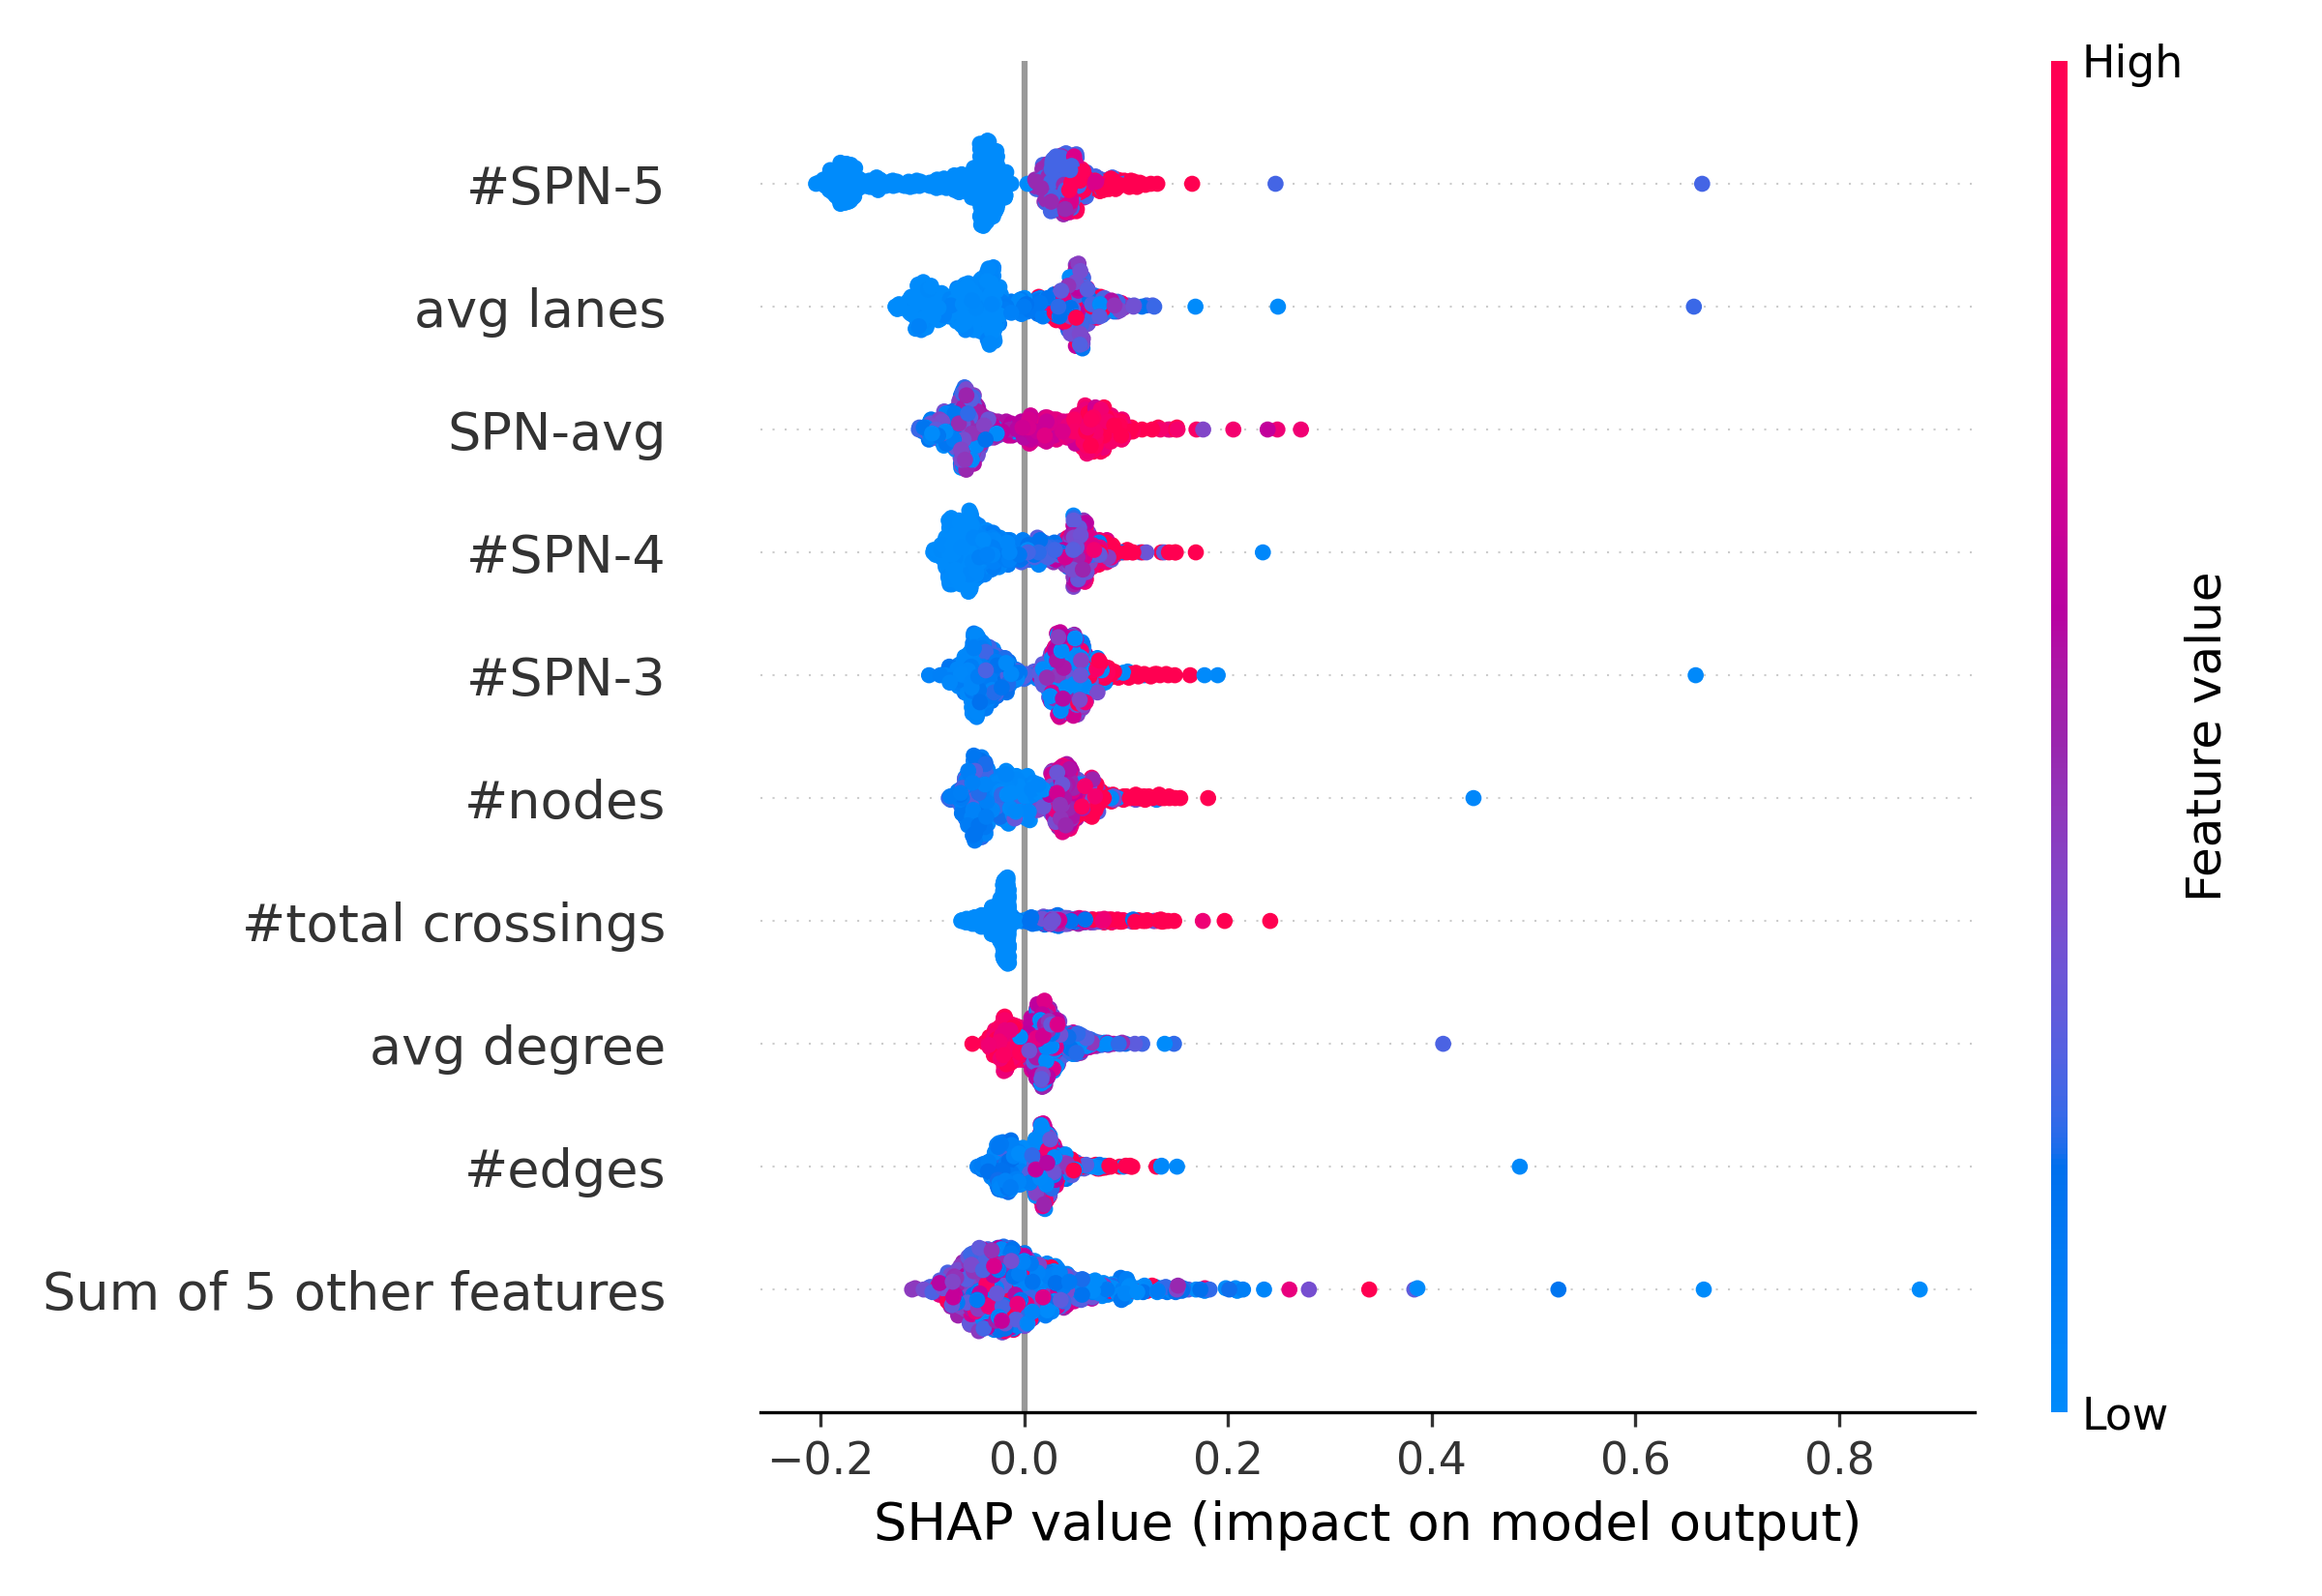 High
#SPN-5
avg lanes
SPN-avg
#SPN-4
#SPN-3
#nodes
#total crossings
avg degree
#edges
Sum of 5 other features
Feature value
Low
−0.2 0.0 0.2 0.4 0.6 0.8
SHAP value (impact on model output)